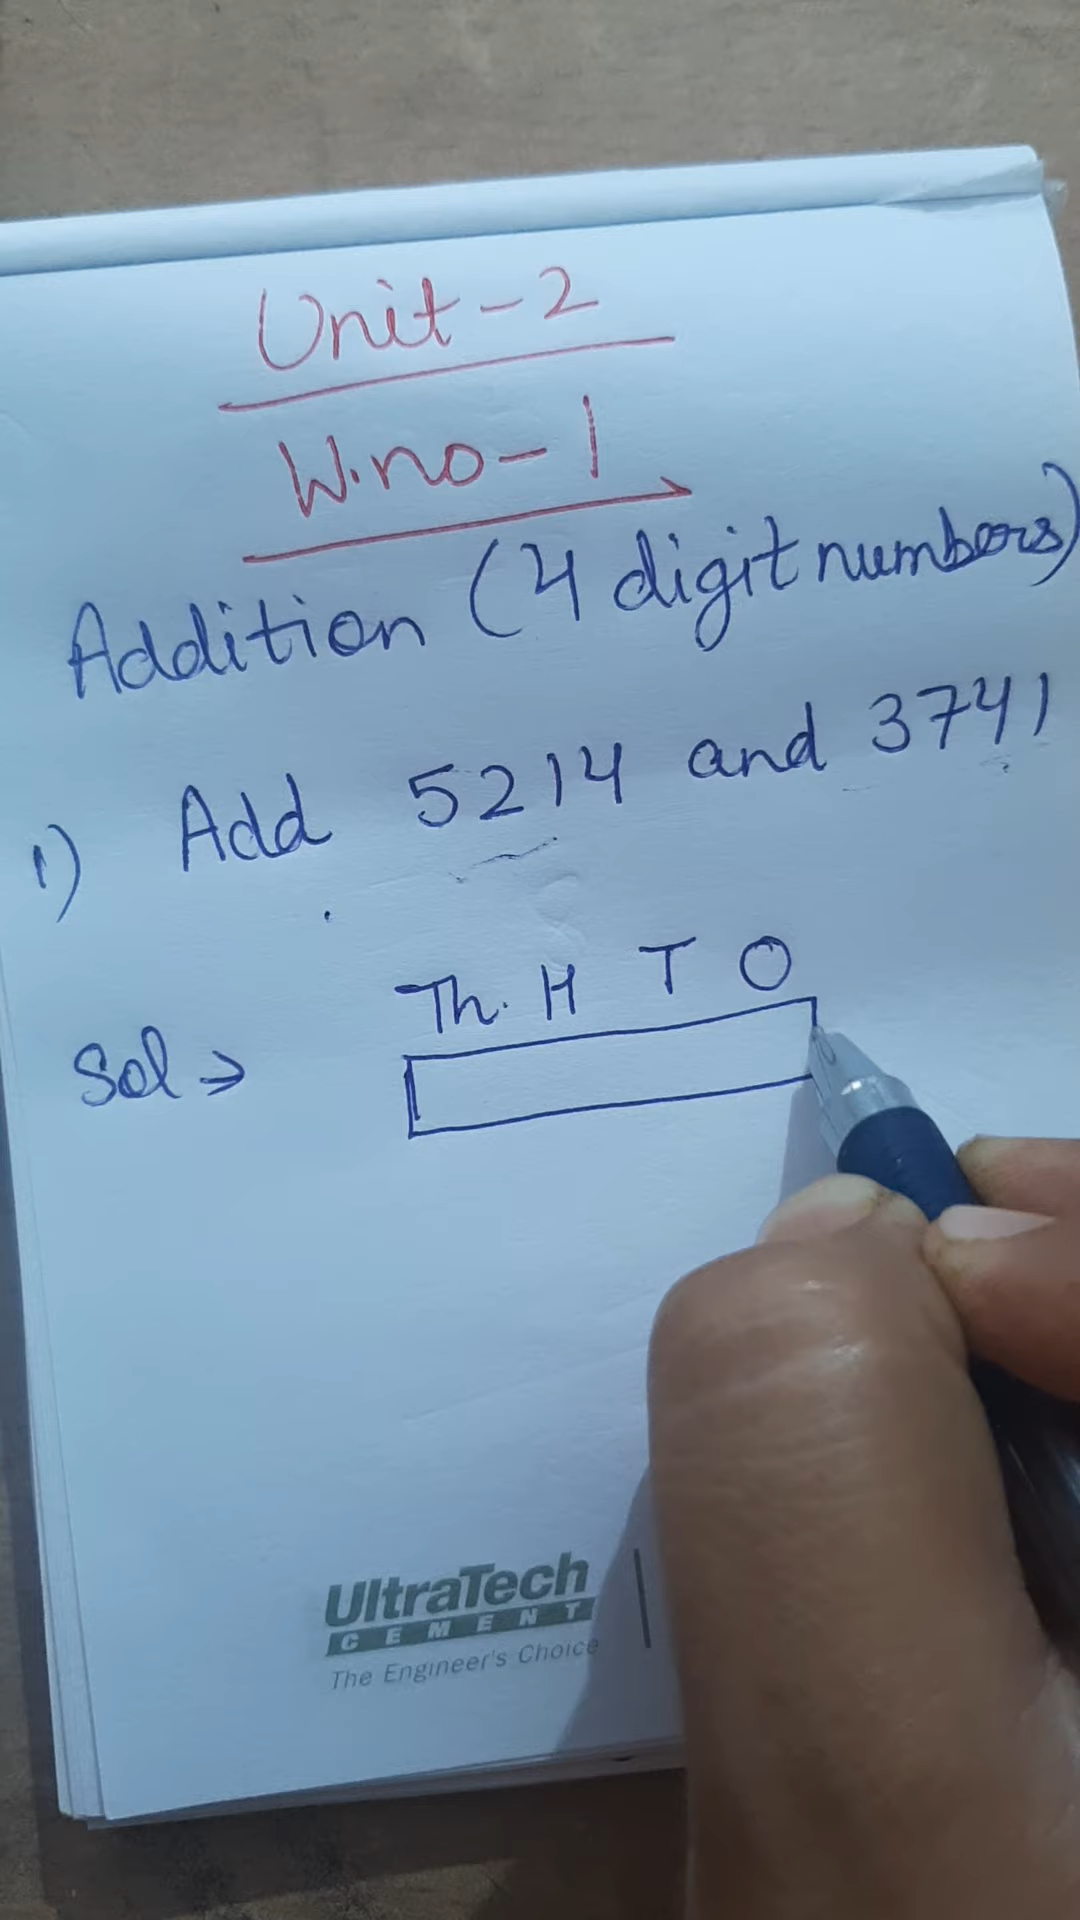 Unit-2
W.no-1
Addition (4 digit numbers)
1) Add 5214 and 3741
Th. H T O
Sol →
UltraTech
CEMENT
The Engineer's Choice